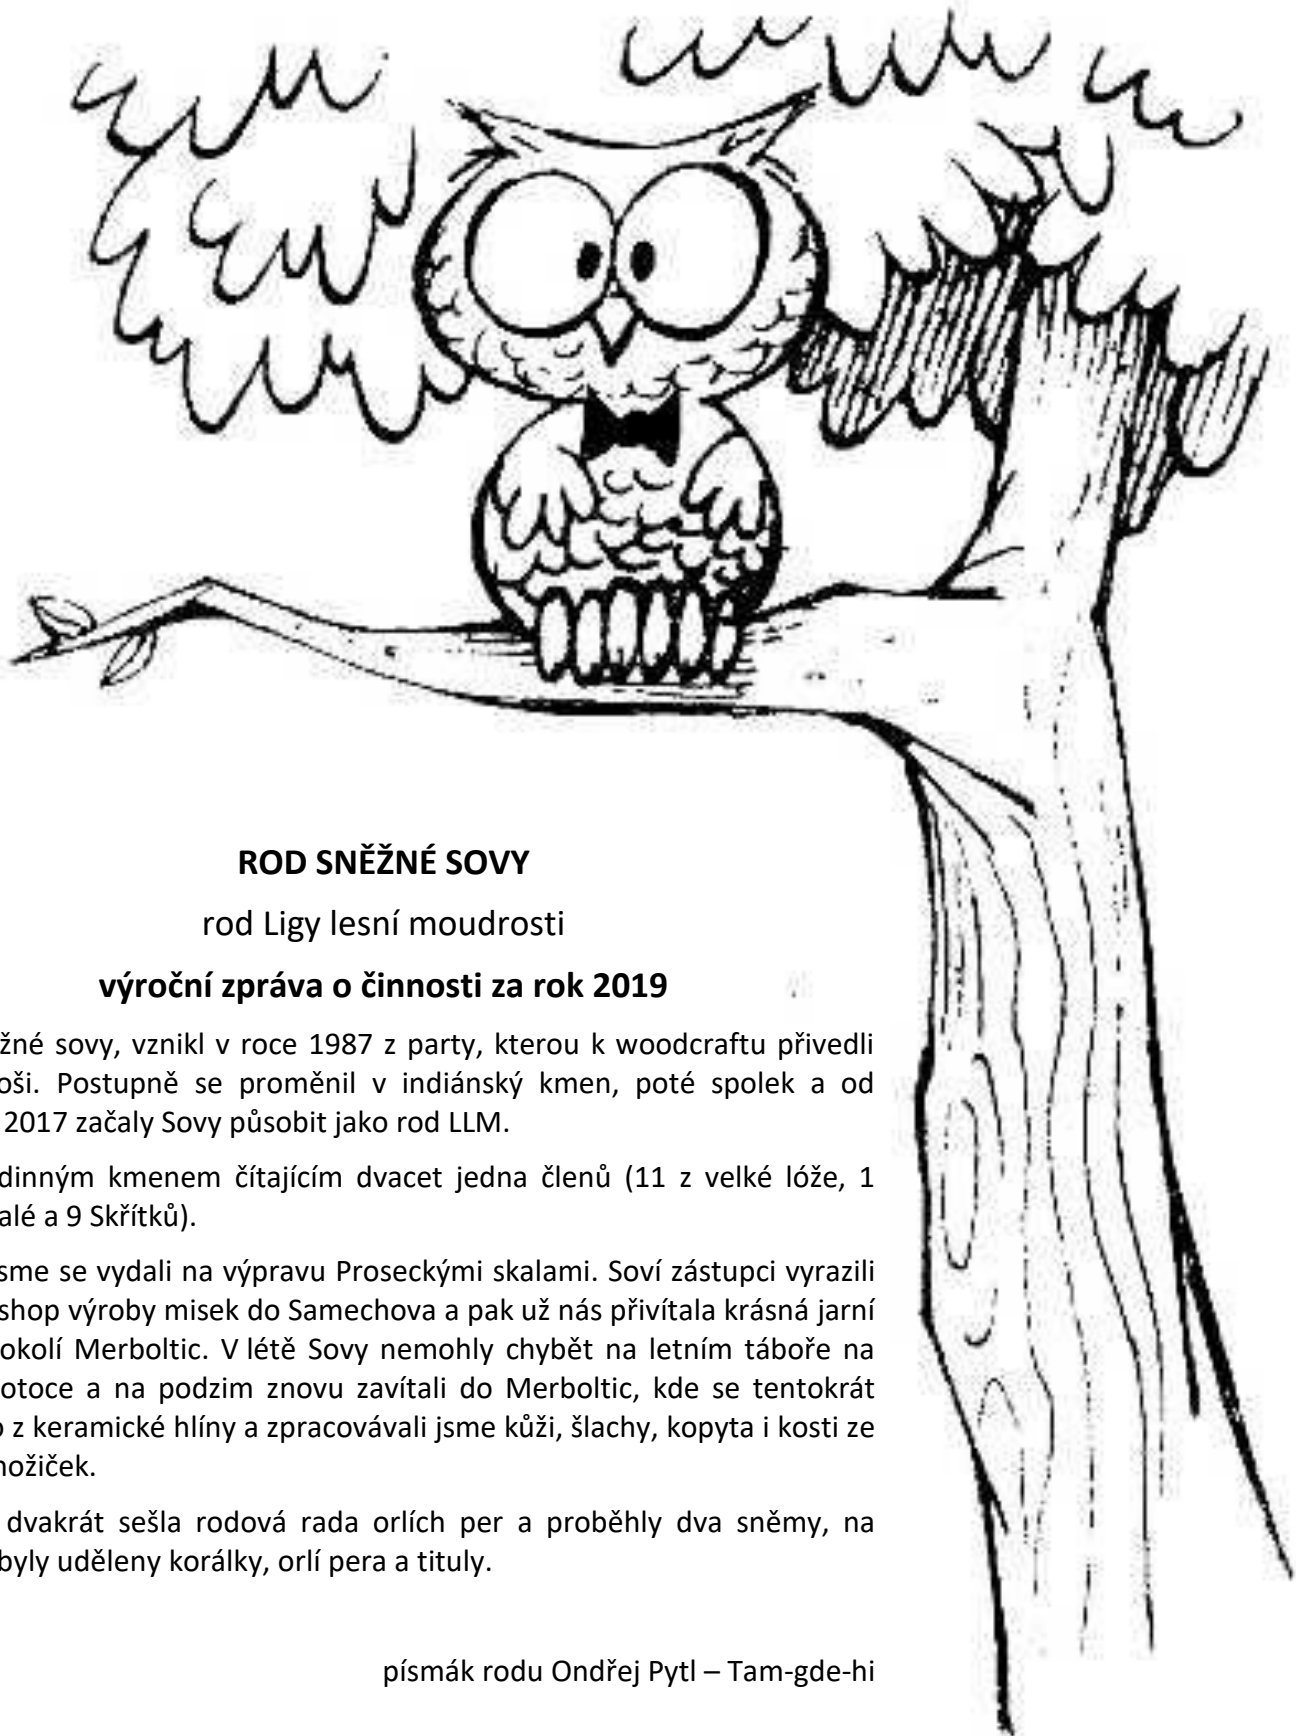 ROD SNĚŽNÉ SOVY
rod Ligy lesní moudrosti
výroční zpráva o činnosti za rok 2019
žné sovy, vznikl v roce 1987 z party, kterou k woodcraftu přivedli
oši. Postupně se proměnil v indiánský kmen, poté spolek a od
2017 začaly Sovy působit jako rod LLM.
dinným kmenem čítajícím dvacet jedna členů (11 z velké lóže, 1
alé a 9 Skřítků).
sme se vydali na výpravu Proseckými skalami. Soví zástupci vyrazili
shop výroby misek do Samechova a pak už nás přivítala krásná jarní
okolí Merboltic. V létě Sovy nemohly chybět na letním táboře na
otoce a na podzim znovu zavítali do Merboltic, kde se tentokrát
o z keramické hlíny a zpracovávali jsme kůži, šlachy, kopyta i kosti ze
nožiček.
dvakrát sešla rodová rada orlích per a proběhly dva sněmy, na
byly uděleny korálky, orlí pera a tituly.
písmák rodu Ondřej Pytl – Tam-gde-hi